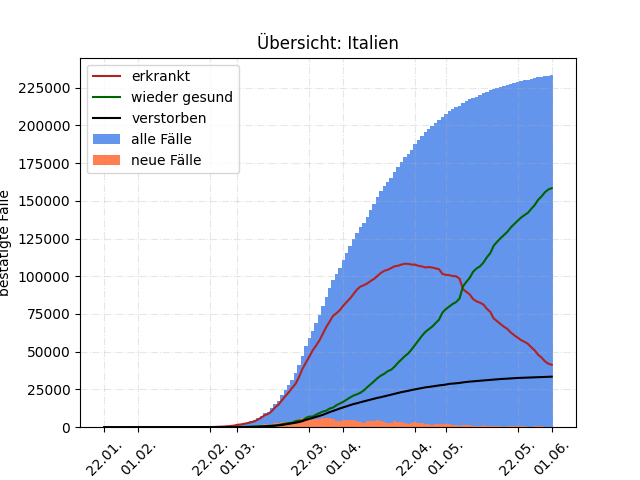 Übersicht: Italien
erkrankt
wieder gesund
verstorben
alle Fälle
neue Fälle
bestätigte Fälle
225000
200000
175000
150000
125000
100000
75000
50000
25000
0
22.01.
01.02.
22.02.
01.03.
22.03.
01.04.
22.04.
01.05.
22.05.
01.06.